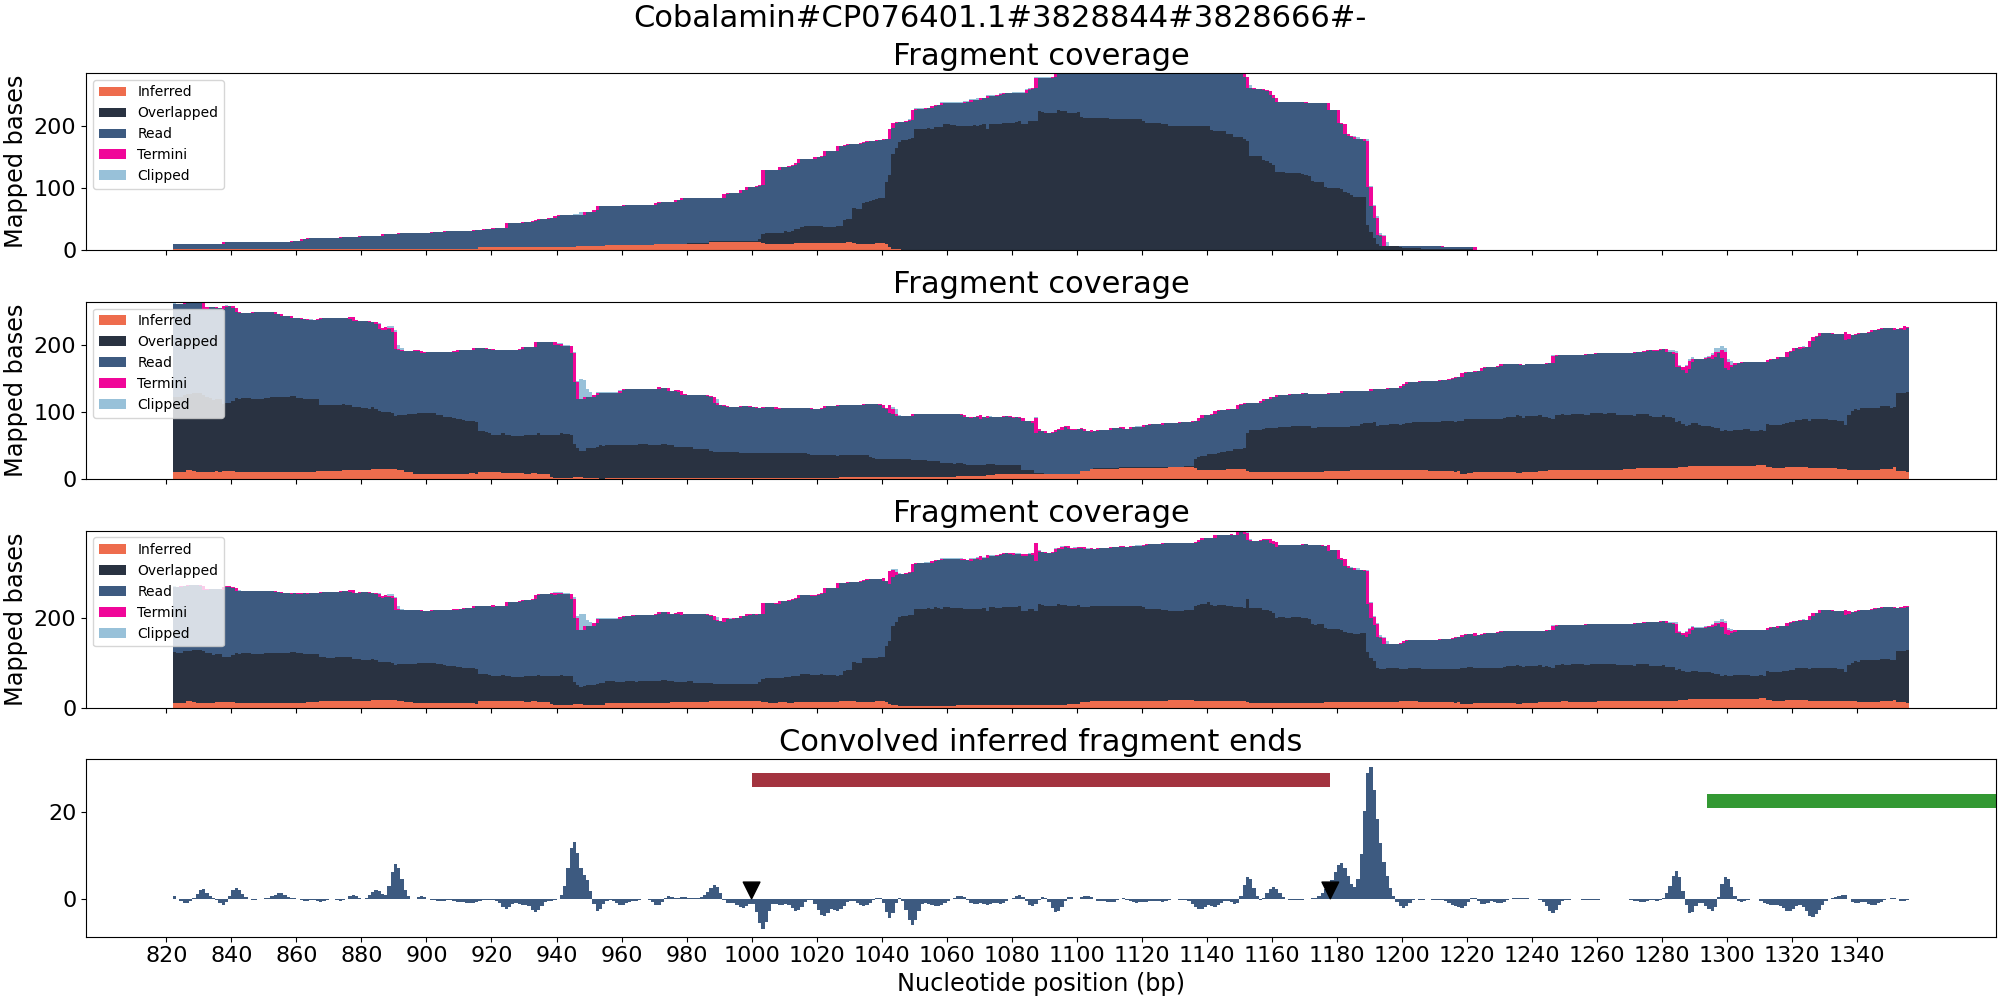 Cobalamin#CP076401.1#3828844#3828666#-
Fragment coverage
Mapped bases
200
100
0
Inferred
Overlapped
Read
Termini
Clipped
Fragment coverage
Mapped bases
200
100
0
Inferred
Overlapped
Read
Termini
Clipped
Fragment coverage
Mapped bases
200
0
Inferred
Overlapped
Read
Termini
Clipped
Convolved inferred fragment ends
20
0
820 840 860 880 900 920 940 960 980 1000 1020 1040 1060 1080 1100 1120 1140 1160 1180 1200 1220 1240 1260 1280 1300 1320 1340
Nucleotide position (bp)